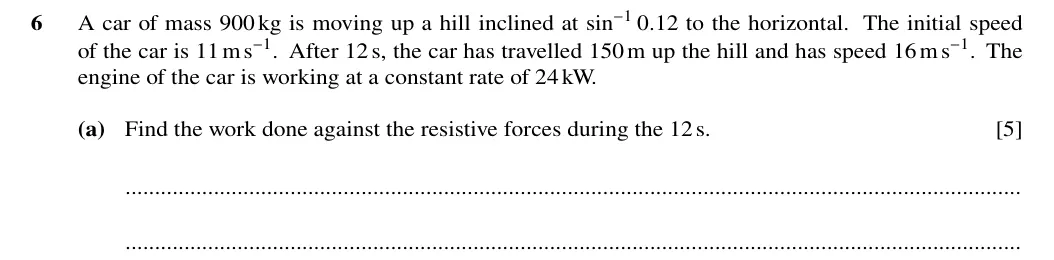 6 A car of mass 900 kg is moving up a hill inclined at sin⁻¹ 0.12 to the horizontal. The initial speed
of the car is 11 m s⁻¹. After 12 s, the car has travelled 150 m up the hill and has speed 16 m s⁻¹. The
engine of the car is working at a constant rate of 24 kW.
(a) Find the work done against the resistive forces during the 12 s. [5]